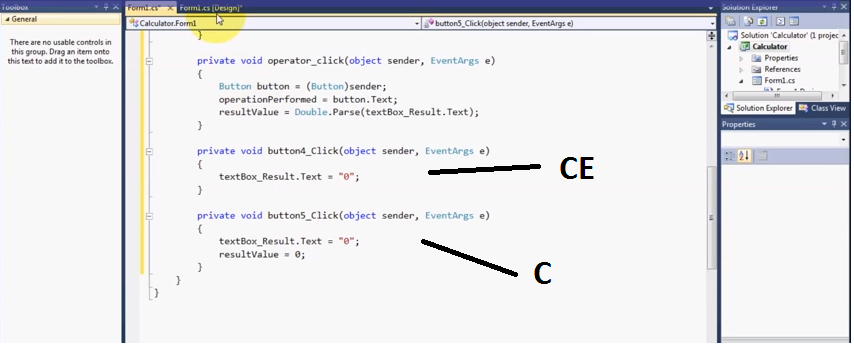 Toolbox
General
There are no usable controls in
this group. Drag an item onto
this text to add it to the toolbox.
Form1.cs*
Form1.cs [Design]*
Calculator.Form1
button5_Click(object sender, EventArgs e)
}
private void operator_click(object sender, EventArgs e)
{
Button button = (Button)sender;
operationPerformed = button.Text;
resultValue = Double.Parse(textBox_Result.Text);
}
private void button4_Click(object sender, EventArgs e)
{
textBox_Result.Text = "0";
}
CE
private void button5_Click(object sender, EventArgs e)
{
textBox_Result.Text = "0";
resultValue = 0;
}
C
}
}
Solution Explorer
Solution 'Calculator' (1 projec
Calculator
Properties
References
Form1.cs
Solution Explorer
Class View
Properties